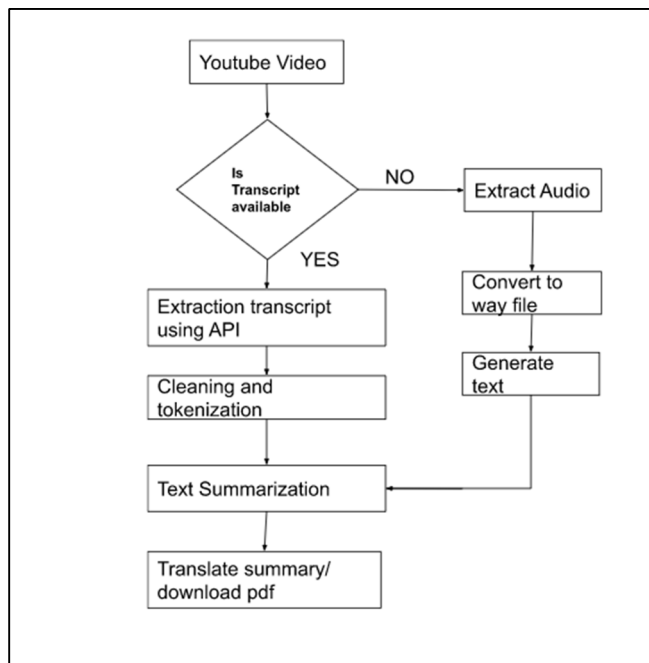 Youtube Video
Is
Transcript
available
NO
Extract Audio
YES
Extraction transcript
using API
Convert to
way file
Cleaning and
tokenization
Generate
text
Text Summarization
Translate summary/
download pdf